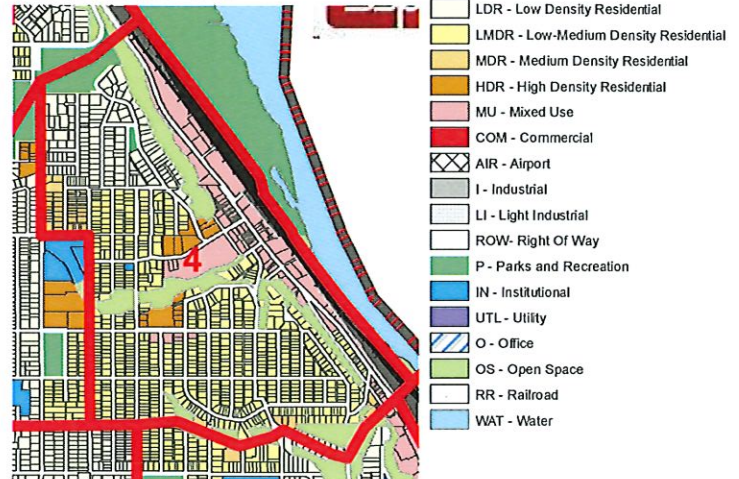 LDR - Low Density Residential
LMDR - Low-Medium Density Residential
MDR - Medium Density Residential
HDR - High Density Residential
MU - Mixed Use
COM - Commercial
AIR - Airport
I - Industrial
LI - Light Industrial
ROW- Right Of Way
P - Parks and Recreation
IN - Institutional
UTL - Utility
O - Office
OS - Open Space
RR - Railroad
WAT - Water
4